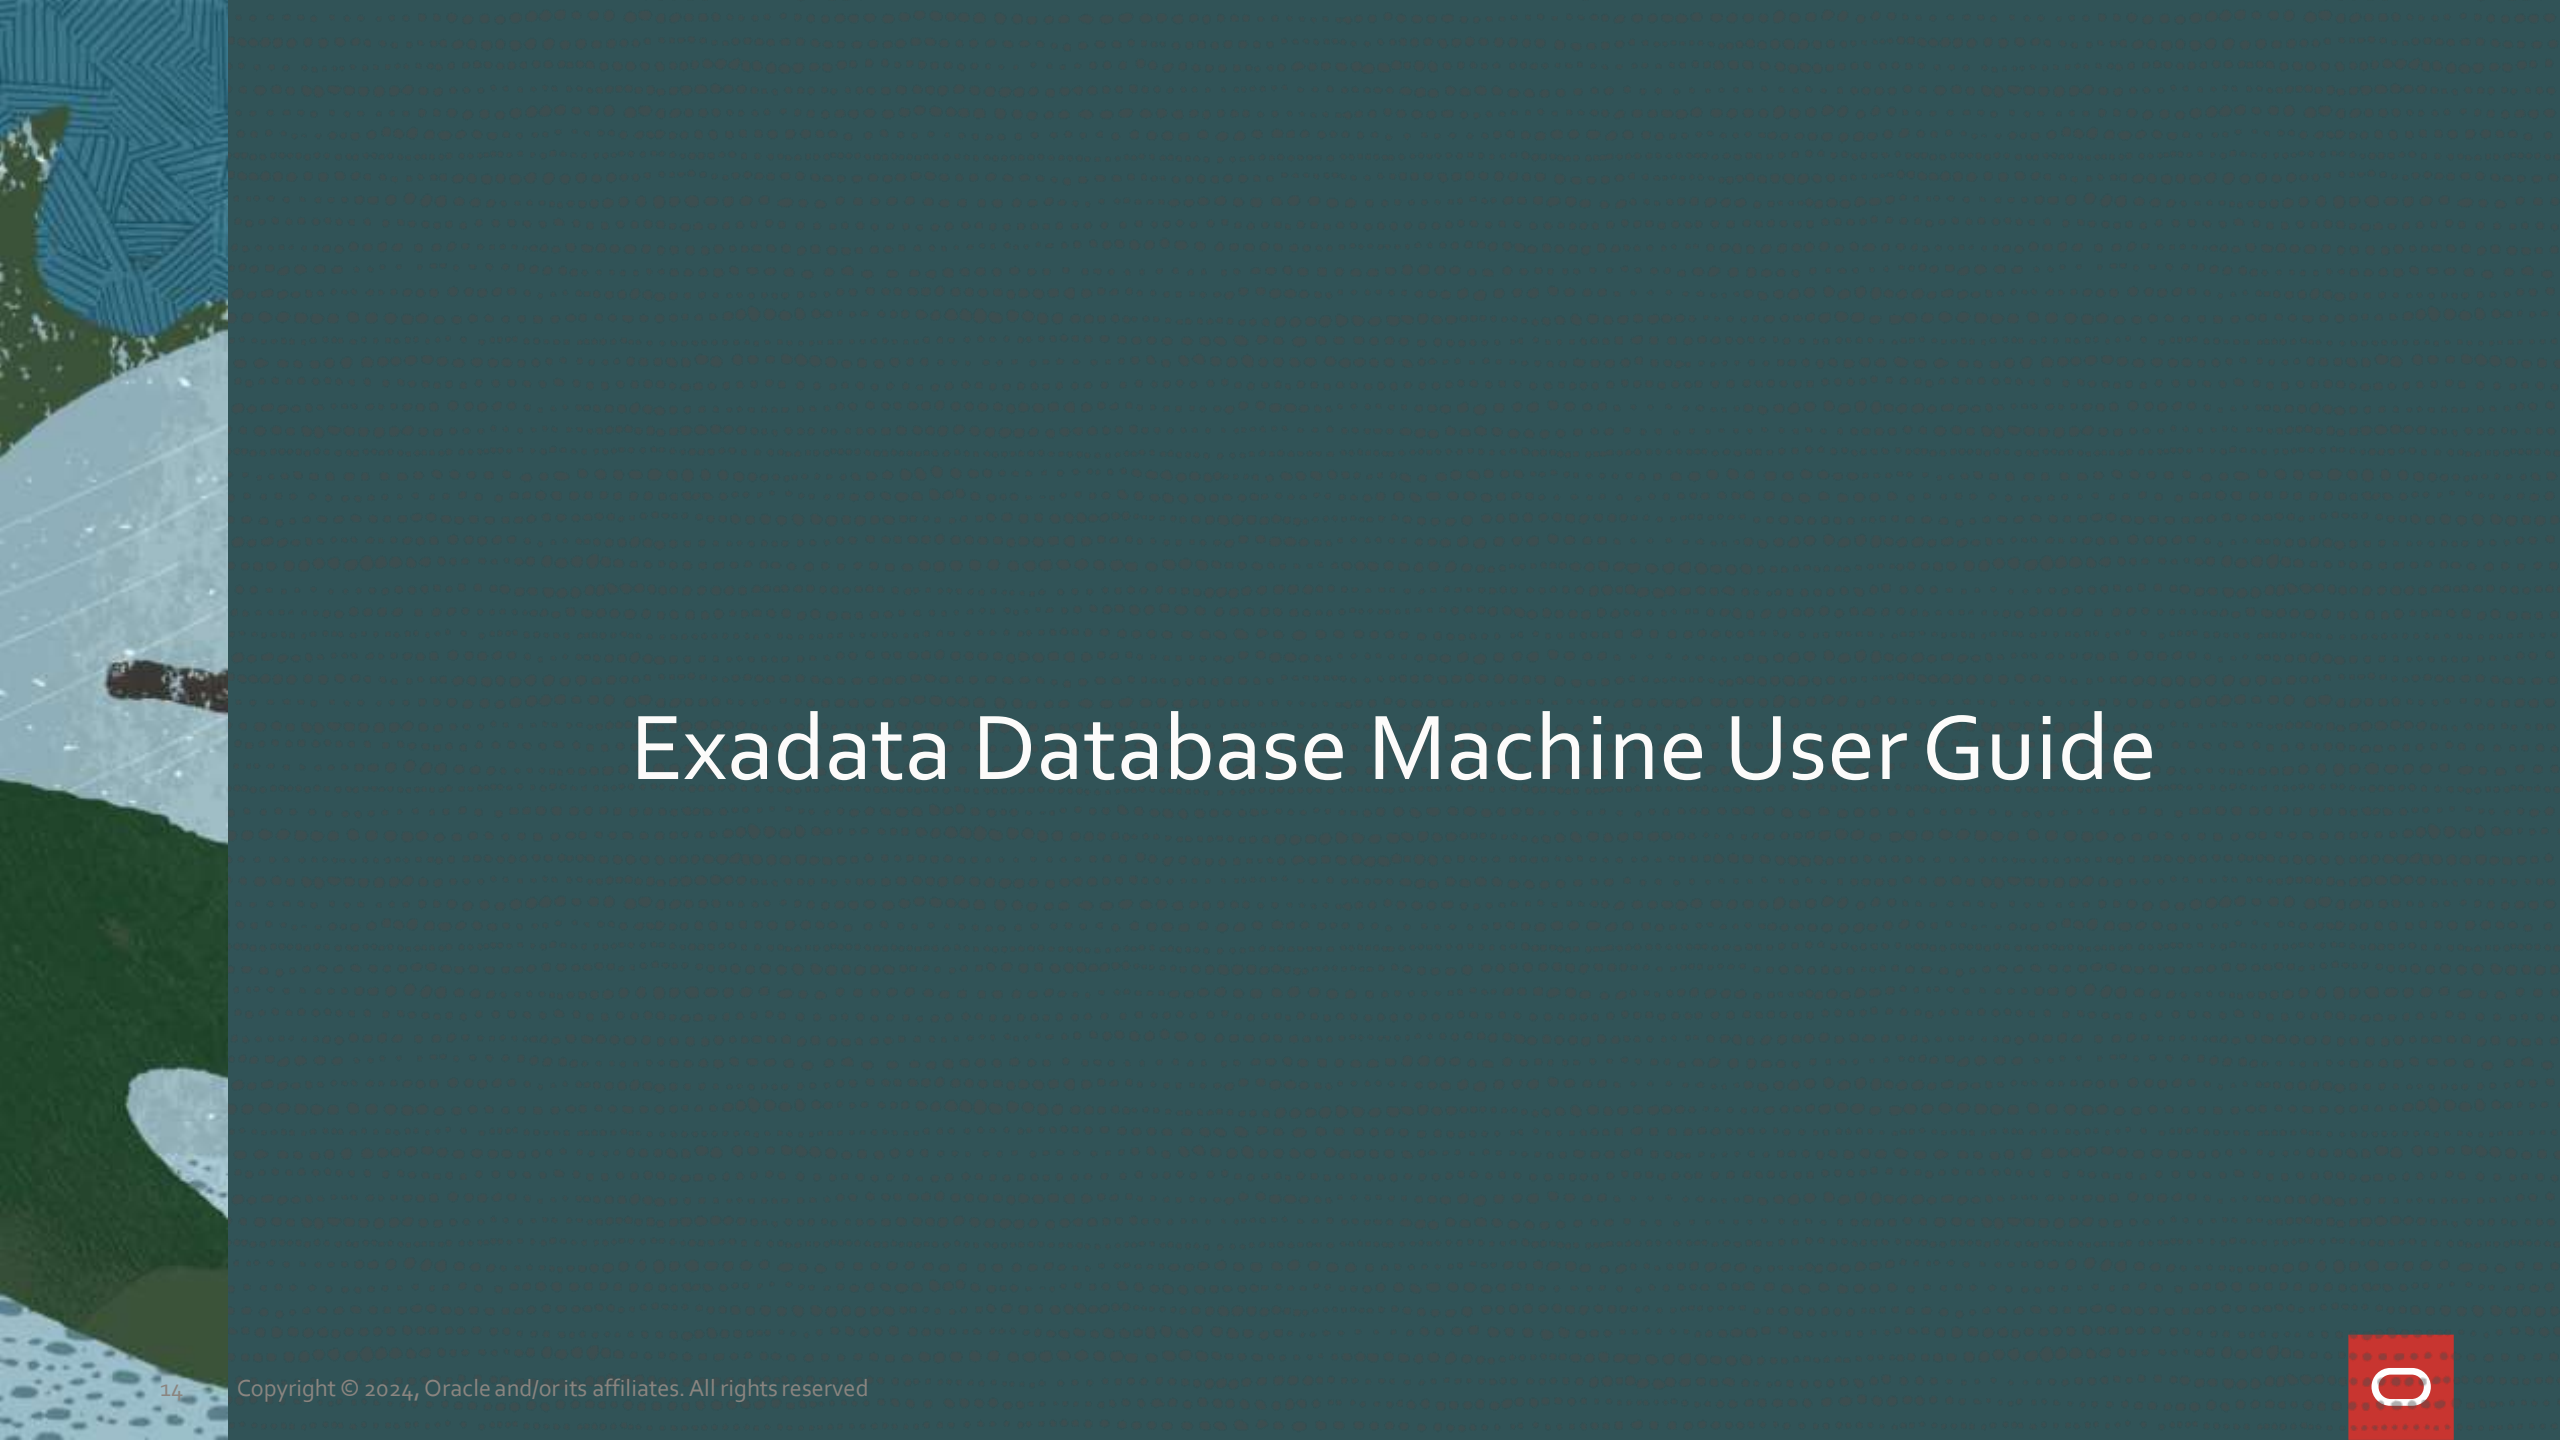 Exadata Database Machine User Guide
14 Copyright © 2024, Oracle and/or its affiliates. All rights reserved